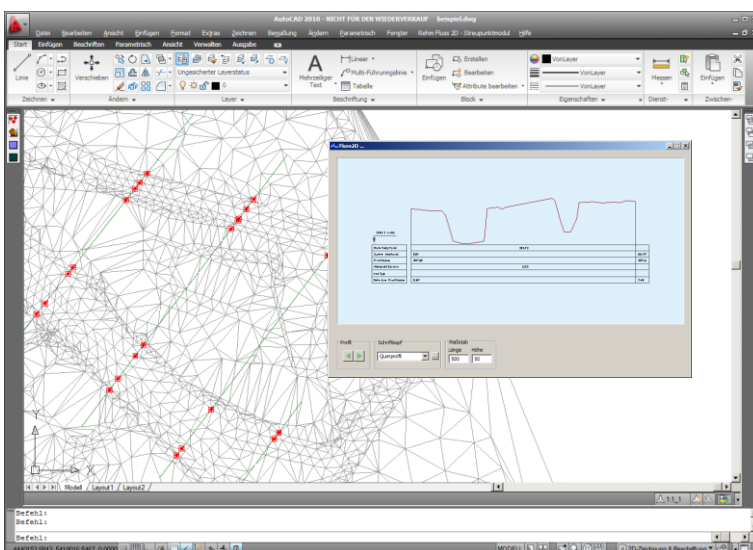 AutoCAD 2010 - NICHT FÜR DEN WIEDERVERKAUF beispiel.dwg
Datei Bearbeiten Ansicht Einfügen Format Extras Zeichnen Bemaßung Ändern Parametrisch Fenster Rehm Fluss 2D - Streupunktmodul Hilfe
Start Einfügen Beschriften Parametrisch Ansicht Verwalten Ausgabe
Linie Verschieben Ungesicherter Layerstatus 0 A Mehrzeiliger Text Linear Multi-Führungslinie Tabelle Einfügen Erstellen Bearbeiten Attribute bearbeiten VonLayer VonLayer VonLayer Messen Einfügen
Zeichnen Ändern Layer Beschriftung Block Eigenschaften Dienst- Zwischen-
Fluss2D ...
Profil Schriftkopf Maßstab
Länge Höhe
Querprofil ... 500 50
Y
X
Modell Layout1 Layout2
1:1_1
Befehl:
Befehl:
Befehl:
MODELL 2D-Zeichnung & Beschriftung